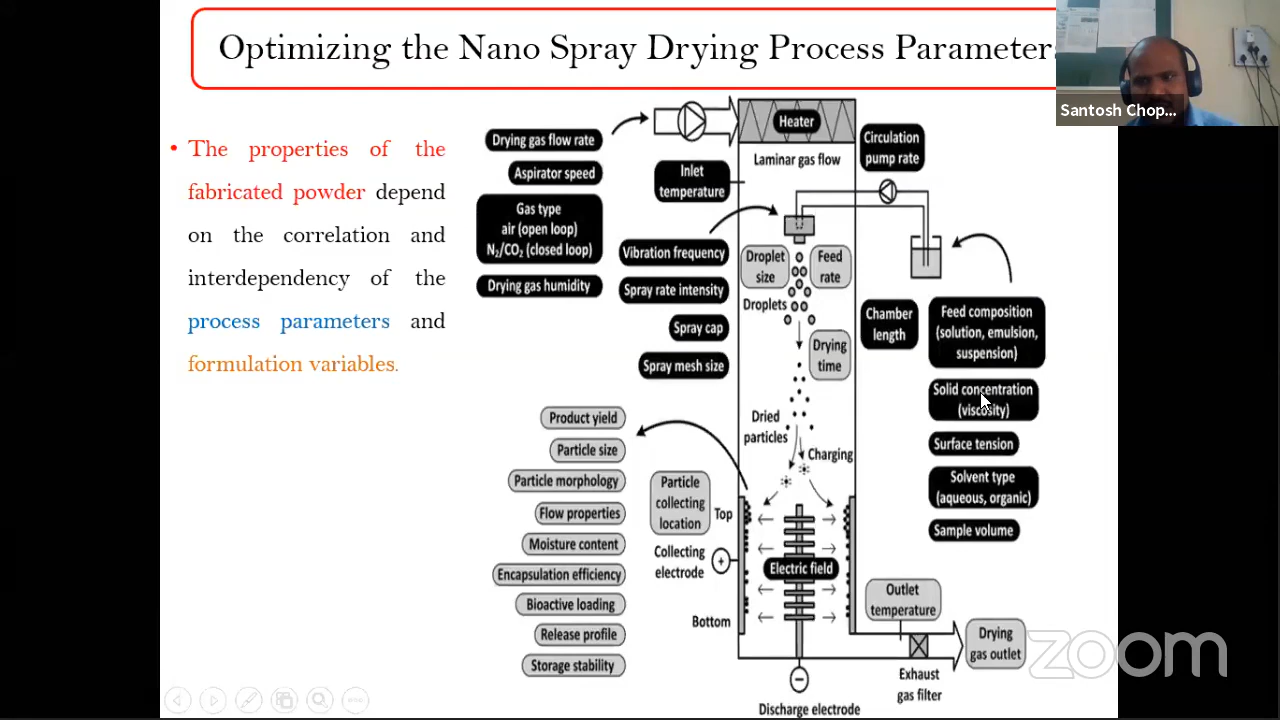 Optimizing the Nano Spray Drying Process Parameters
Santosh Chop...
• The properties of the
fabricated powder depend
on the correlation and
interdependency of the
process parameters and
formulation variables.
Drying gas flow rate
Aspirator speed
Gas type
air (open loop)
N₂/CO₂ (closed loop)
Drying gas humidity
Heater
Laminar gas flow
Inlet
temperature
Circulation
pump rate
Vibration frequency
Spray rate intensity
Spray cap
Spray mesh size
Droplet
size
Feed
rate
Droplets
Drying
time
Chamber
length
Feed composition
(solution, emulsion,
suspension)
Solid concentration
(viscosity)
Surface tension
Solvent type
(aqueous, organic)
Sample volume
Dried
particles
Charging
Product yield
Particle size
Particle morphology
Flow properties
Moisture content
Encapsulation efficiency
Bioactive loading
Release profile
Storage stability
Particle
collecting
location
Top
Collecting
electrode
+
Bottom
Electric field
Outlet
temperature
Drying
gas outlet
Exhaust
gas filter
−
Discharge electrode
zoom